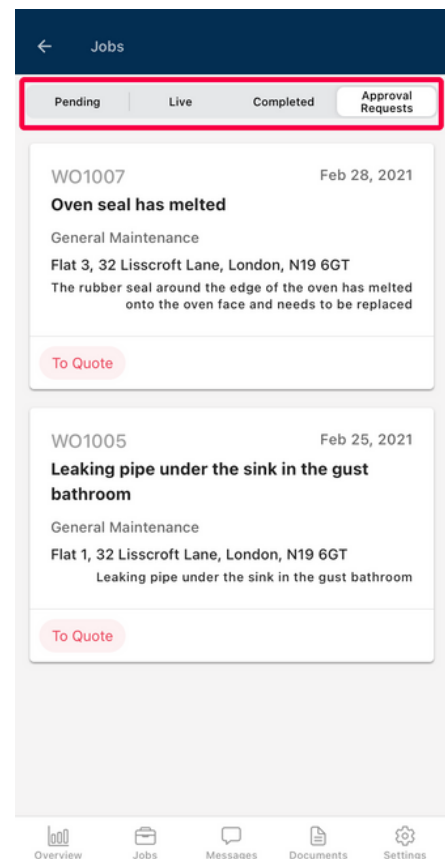 Jobs
Pending Live Completed Approval Requests
WO1007 Feb 28, 2021
Oven seal has melted
General Maintenance
Flat 3, 32 Lisscroft Lane, London, N19 6GT
The rubber seal around the edge of the oven has melted
onto the oven face and needs to be replaced
To Quote
WO1005 Feb 25, 2021
Leaking pipe under the sink in the gust
bathroom
General Maintenance
Flat 1, 32 Lisscroft Lane, London, N19 6GT
Leaking pipe under the sink in the gust bathroom
To Quote
Overview Jobs Messages Documents Settings